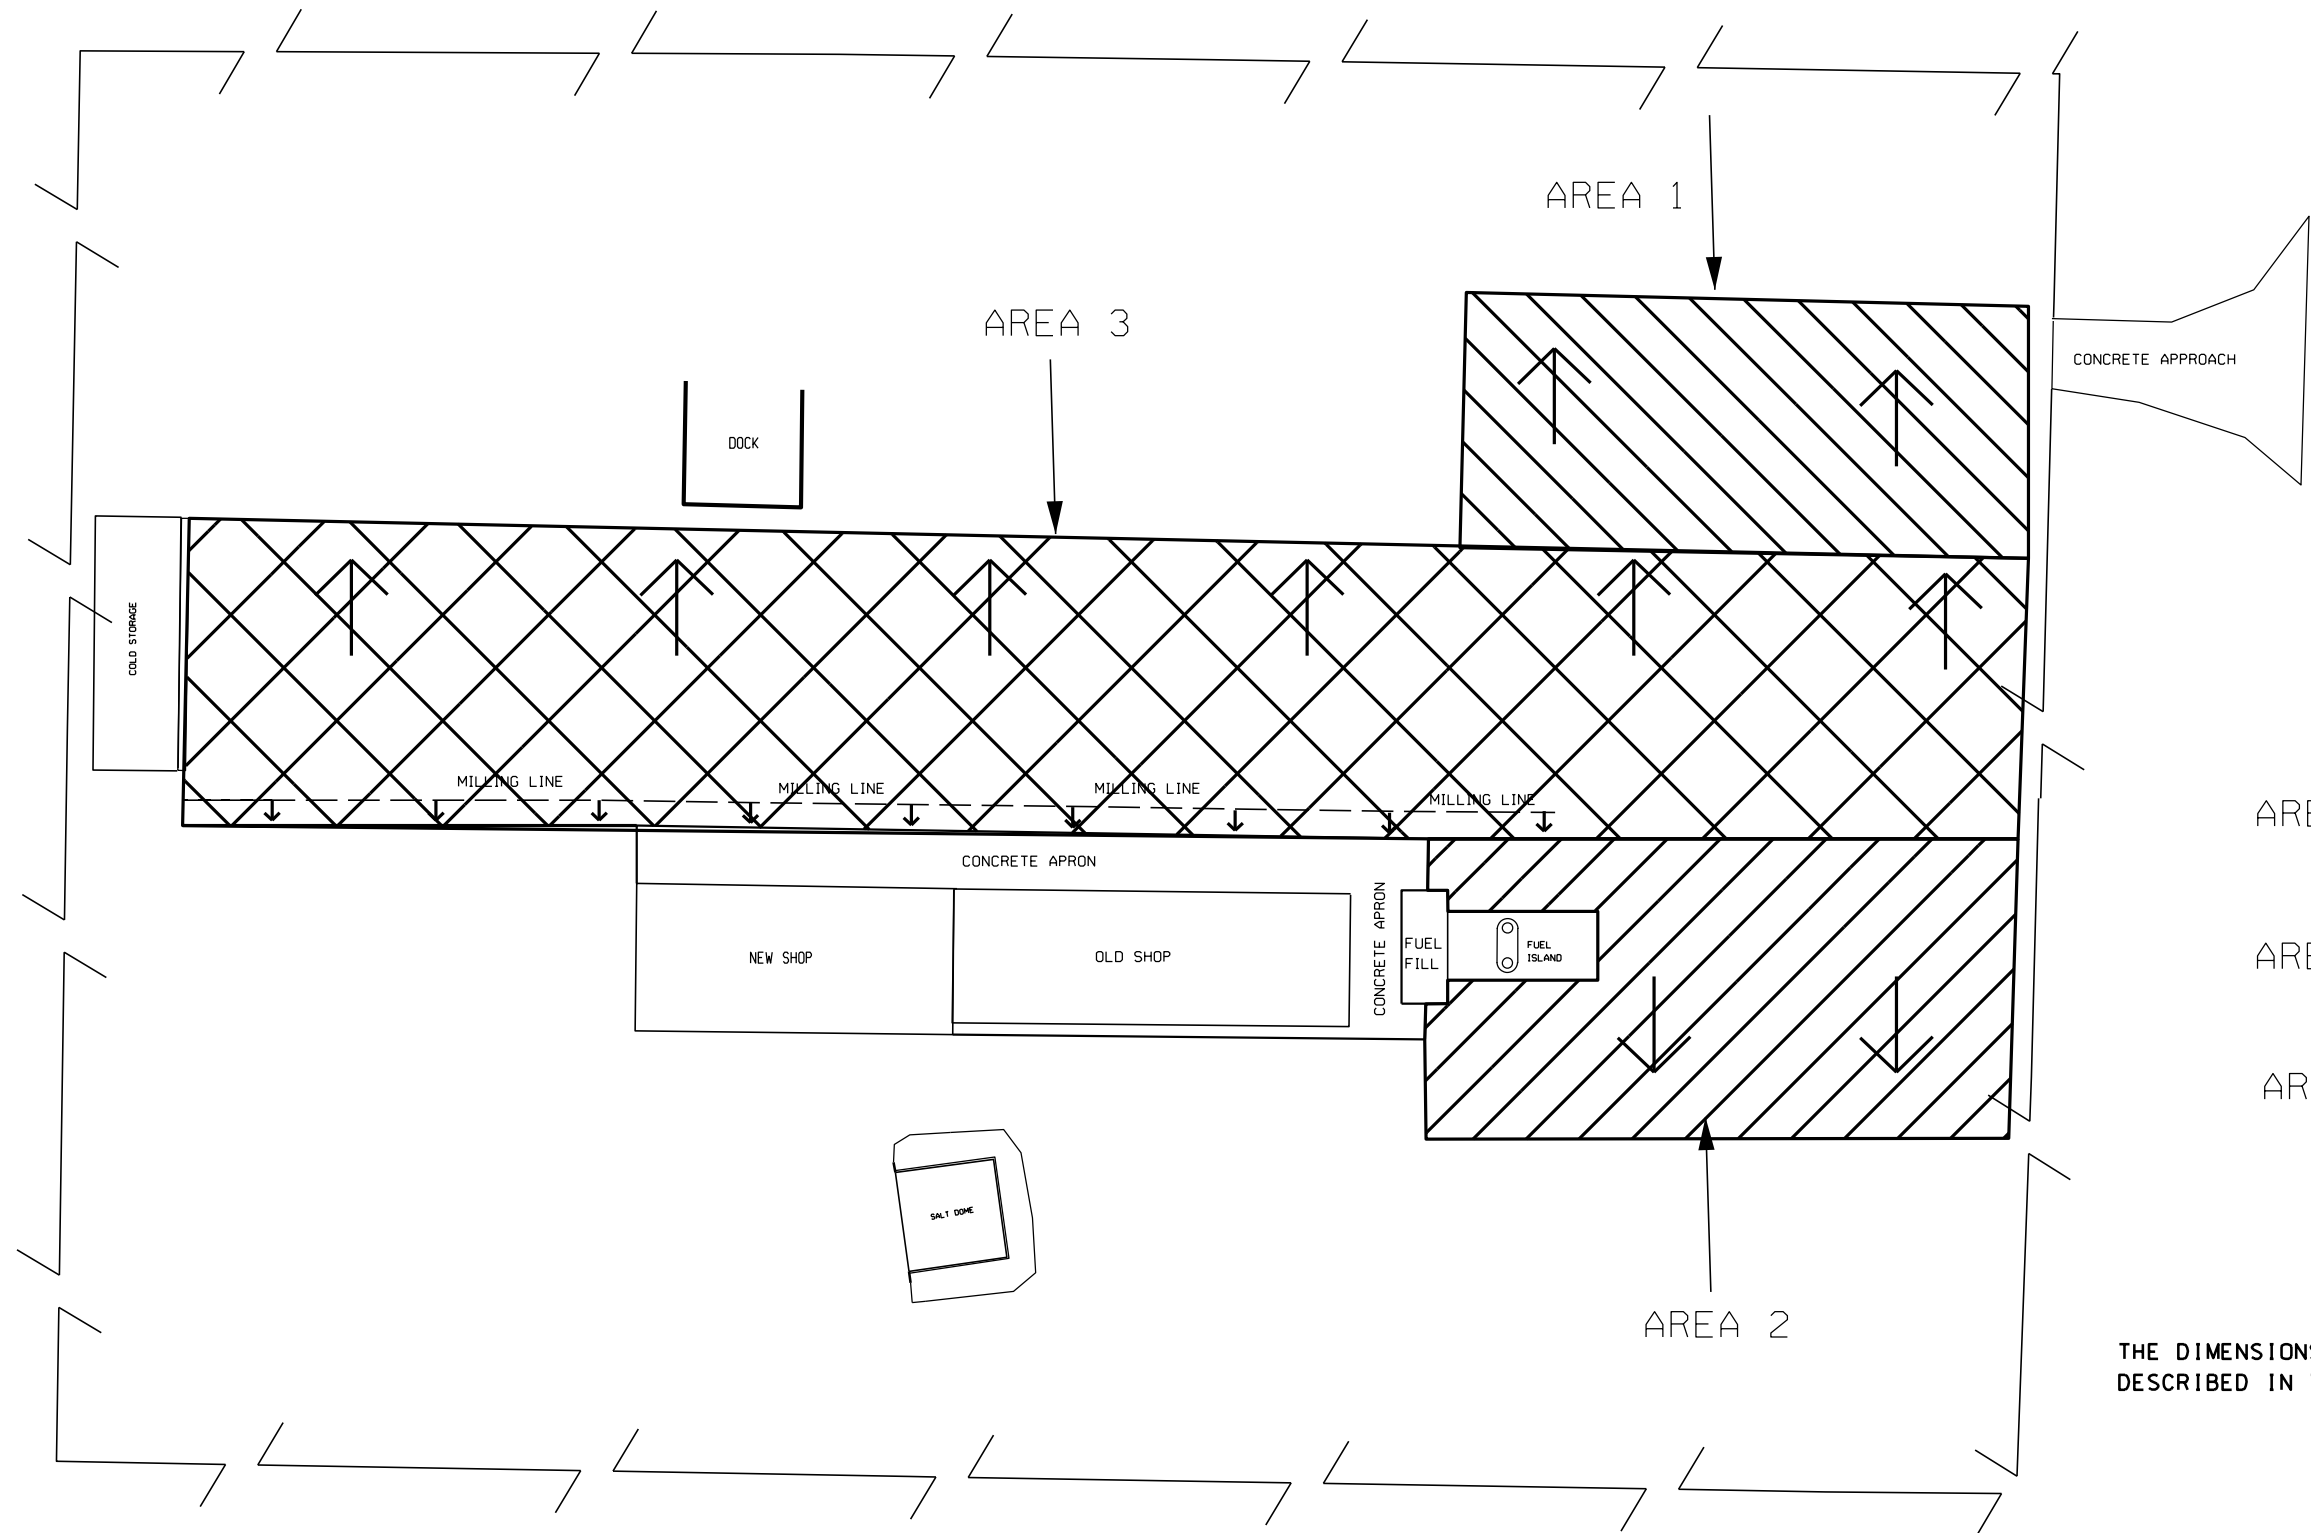 AREA 1
AREA 3
CONCRETE APPROACH
DOCK
COLD STORAGE
MILLING LINE
MILLING LINE
MILLING LINE
MILLING LINE
CONCRETE APRON
CONCRETE APRON
FUEL
FILL
FUEL
ISLAND
NEW SHOP
OLD SHOP
SALT DOME
AREA 2
THE DIMENSIONS
DESCRIBED IN